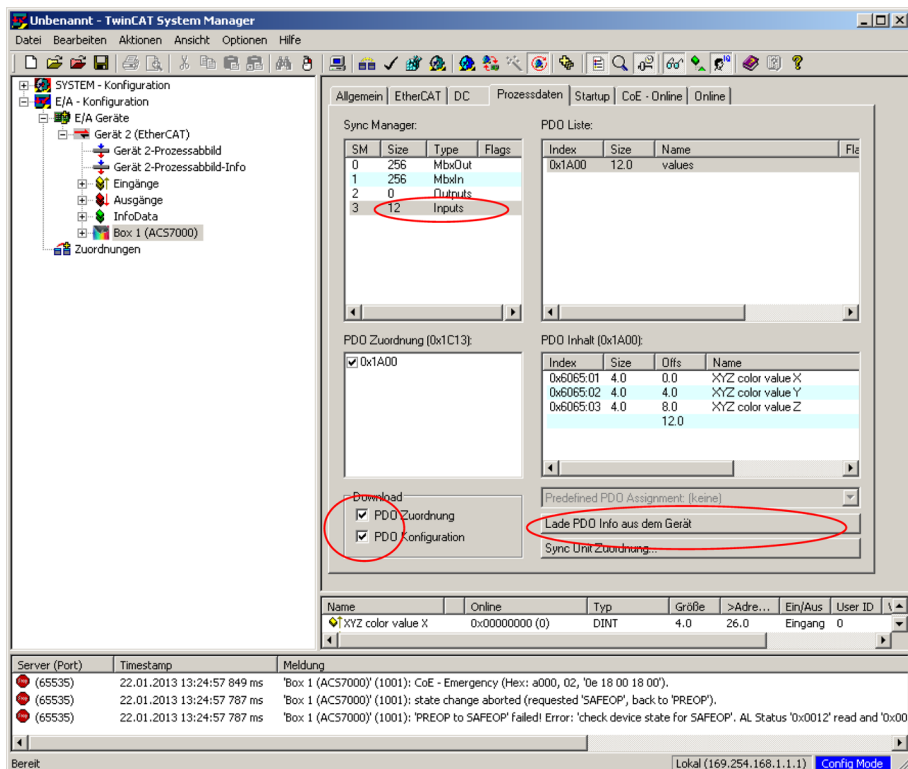 Unbenannt - TwinCAT System Manager
Datei Bearbeiten Aktionen Ansicht Optionen Hilfe
SYSTEM - Konfiguration
E/A - Konfiguration
E/A Geräte
Gerät 2 (EtherCAT)
Gerät 2-Prozessabbild
Gerät 2-Prozessabbild-Info
Eingänge
Ausgänge
InfoData
Box 1 (ACS7000)
Zuordnungen
Allgemein EtherCAT DC Prozessdaten Startup CoE - Online Online
Sync Manager:
SM Size Type Flags
0 256 MbxOut
1 256 MbxIn
2 0 Outputs
3 12 Inputs
PDO Liste:
Index Size Name Fla
0x1A00 12.0 values
PDO Zuordnung (0x1C13):
0x1A00
PDO Inhalt (0x1A00):
Index Size Offs Name
0x6065:01 4.0 0.0 XYZ color value X
0x6065:02 4.0 4.0 XYZ color value Y
0x6065:03 4.0 8.0 XYZ color value Z
12.0
Download
PDO Zuordnung
PDO Konfiguration
Predefined PDO Assignment: (keine)
Lade PDO Info aus dem Gerät
Sync Unit Zuordnung...
Name Online Typ Größe >Adre... Ein/Aus User ID
XYZ color value X 0x00000000 (0) DINT 4.0 26.0 Eingang 0
Server (Port) Timestamp Meldung
(65535) 22.01.2013 13:24:57 849 ms 'Box 1 (ACS7000)' (1001): CoE - Emergency (Hex: a000, 02, '0e 18 00 18 00').
(65535) 22.01.2013 13:24:57 787 ms 'Box 1 (ACS7000)' (1001): state change aborted (requested 'SAFEOP', back to 'PREOP').
(65535) 22.01.2013 13:24:57 787 ms 'Box 1 (ACS7000)' (1001): 'PREOP to SAFEOP' failed! Error: 'check device state for SAFEOP'. AL Status '0x0012' read and '0x00
Bereit
Lokal (169.254.168.1.1.1) Config Mode